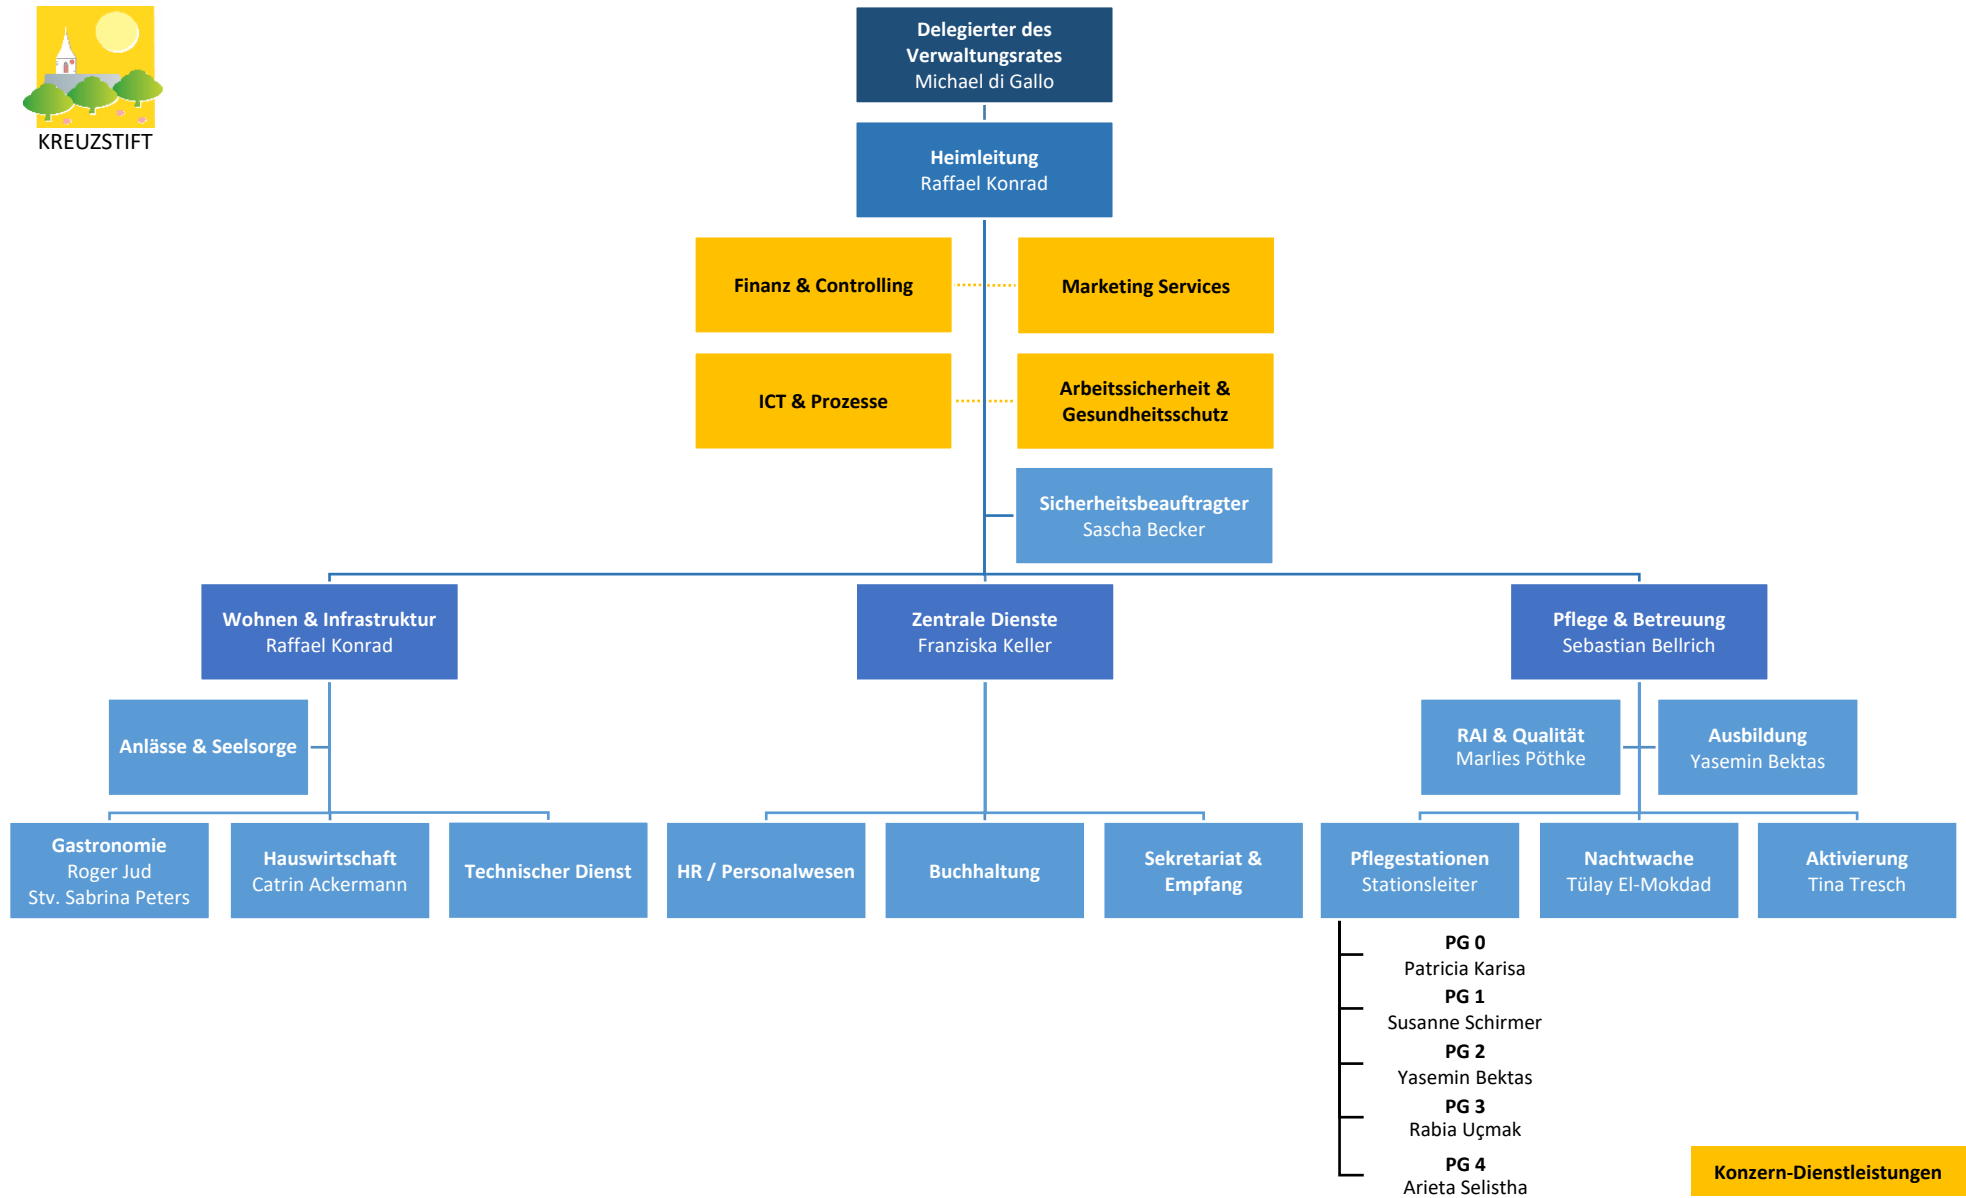 KREUZSTIFT
Delegierter des
Verwaltungsrates
Michael di Gallo
Heimleitung
Raffael Konrad
Finanz & Controlling
Marketing Services
ICT & Prozesse
Arbeitssicherheit &
Gesundheitsschutz
Sicherheitsbeauftragter
Sascha Becker
Wohnen & Infrastruktur
Raffael Konrad
Zentrale Dienste
Franziska Keller
Pflege & Betreuung
Sebastian Bellrich
Anlässe & Seelsorge
RAI & Qualität
Marlies Pöthke
Ausbildung
Yasemin Bektas
Gastronomie
Roger Jud
Stv. Sabrina Peters
Hauswirtschaft
Catrin Ackermann
Technischer Dienst
HR / Personalwesen
Buchhaltung
Sekretariat &
Empfang
Pflegestationen
Stationsleiter
Nachtwache
Tülay El-Mokdad
Aktivierung
Tina Tresch
PG 0
Patricia Karisa
PG 1
Susanne Schirmer
PG 2
Yasemin Bektas
PG 3
Rabia Uçmak
PG 4
Arieta Selistha
Konzern-Dienstleistungen